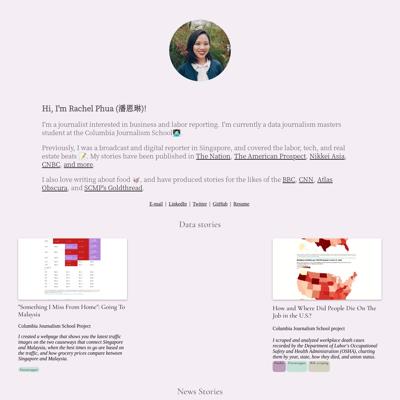 Hi, I'm Rachel Phua (潘恩琳)!
I'm a journalist interested in business and labor reporting. I'm currently a data journalism masters
student at the Columbia Journalism School
Previously, I was a broadcast and digital reporter in Singapore, and covered the labor, tech, and real
estate beats 📝. My stories have been published in The Nation, The American Prospect, Nikkei Asia,
CNBC, and more.
I also love writing about food 🥡, and have produced stories for the likes of the BBC, CNN, Atlas
Obscura, and SCMP's Goldthread.
E-mail | LinkedIn | Twitter | GitHub | Resume
Data stories
"Something I Miss From Home": Going To
Malaysia
Columbia Journalism School Project
I created a webpage that shows you the latest traffic
images on the two causeways that connect Singapore
and Malaysia, when the best times to go are based on
the traffic, and how grocery prices compare between
Singapore and Malaysia.
How and Where Did People Die On The
Job in the U.S.?
Columbia Journalism School project
I scraped and analyzed workplace death cases
recorded by the Department of Labor's Occupational
Safety and Health Administration (OSHA), charting
them by year, state, how they died, and union status.
News Stories